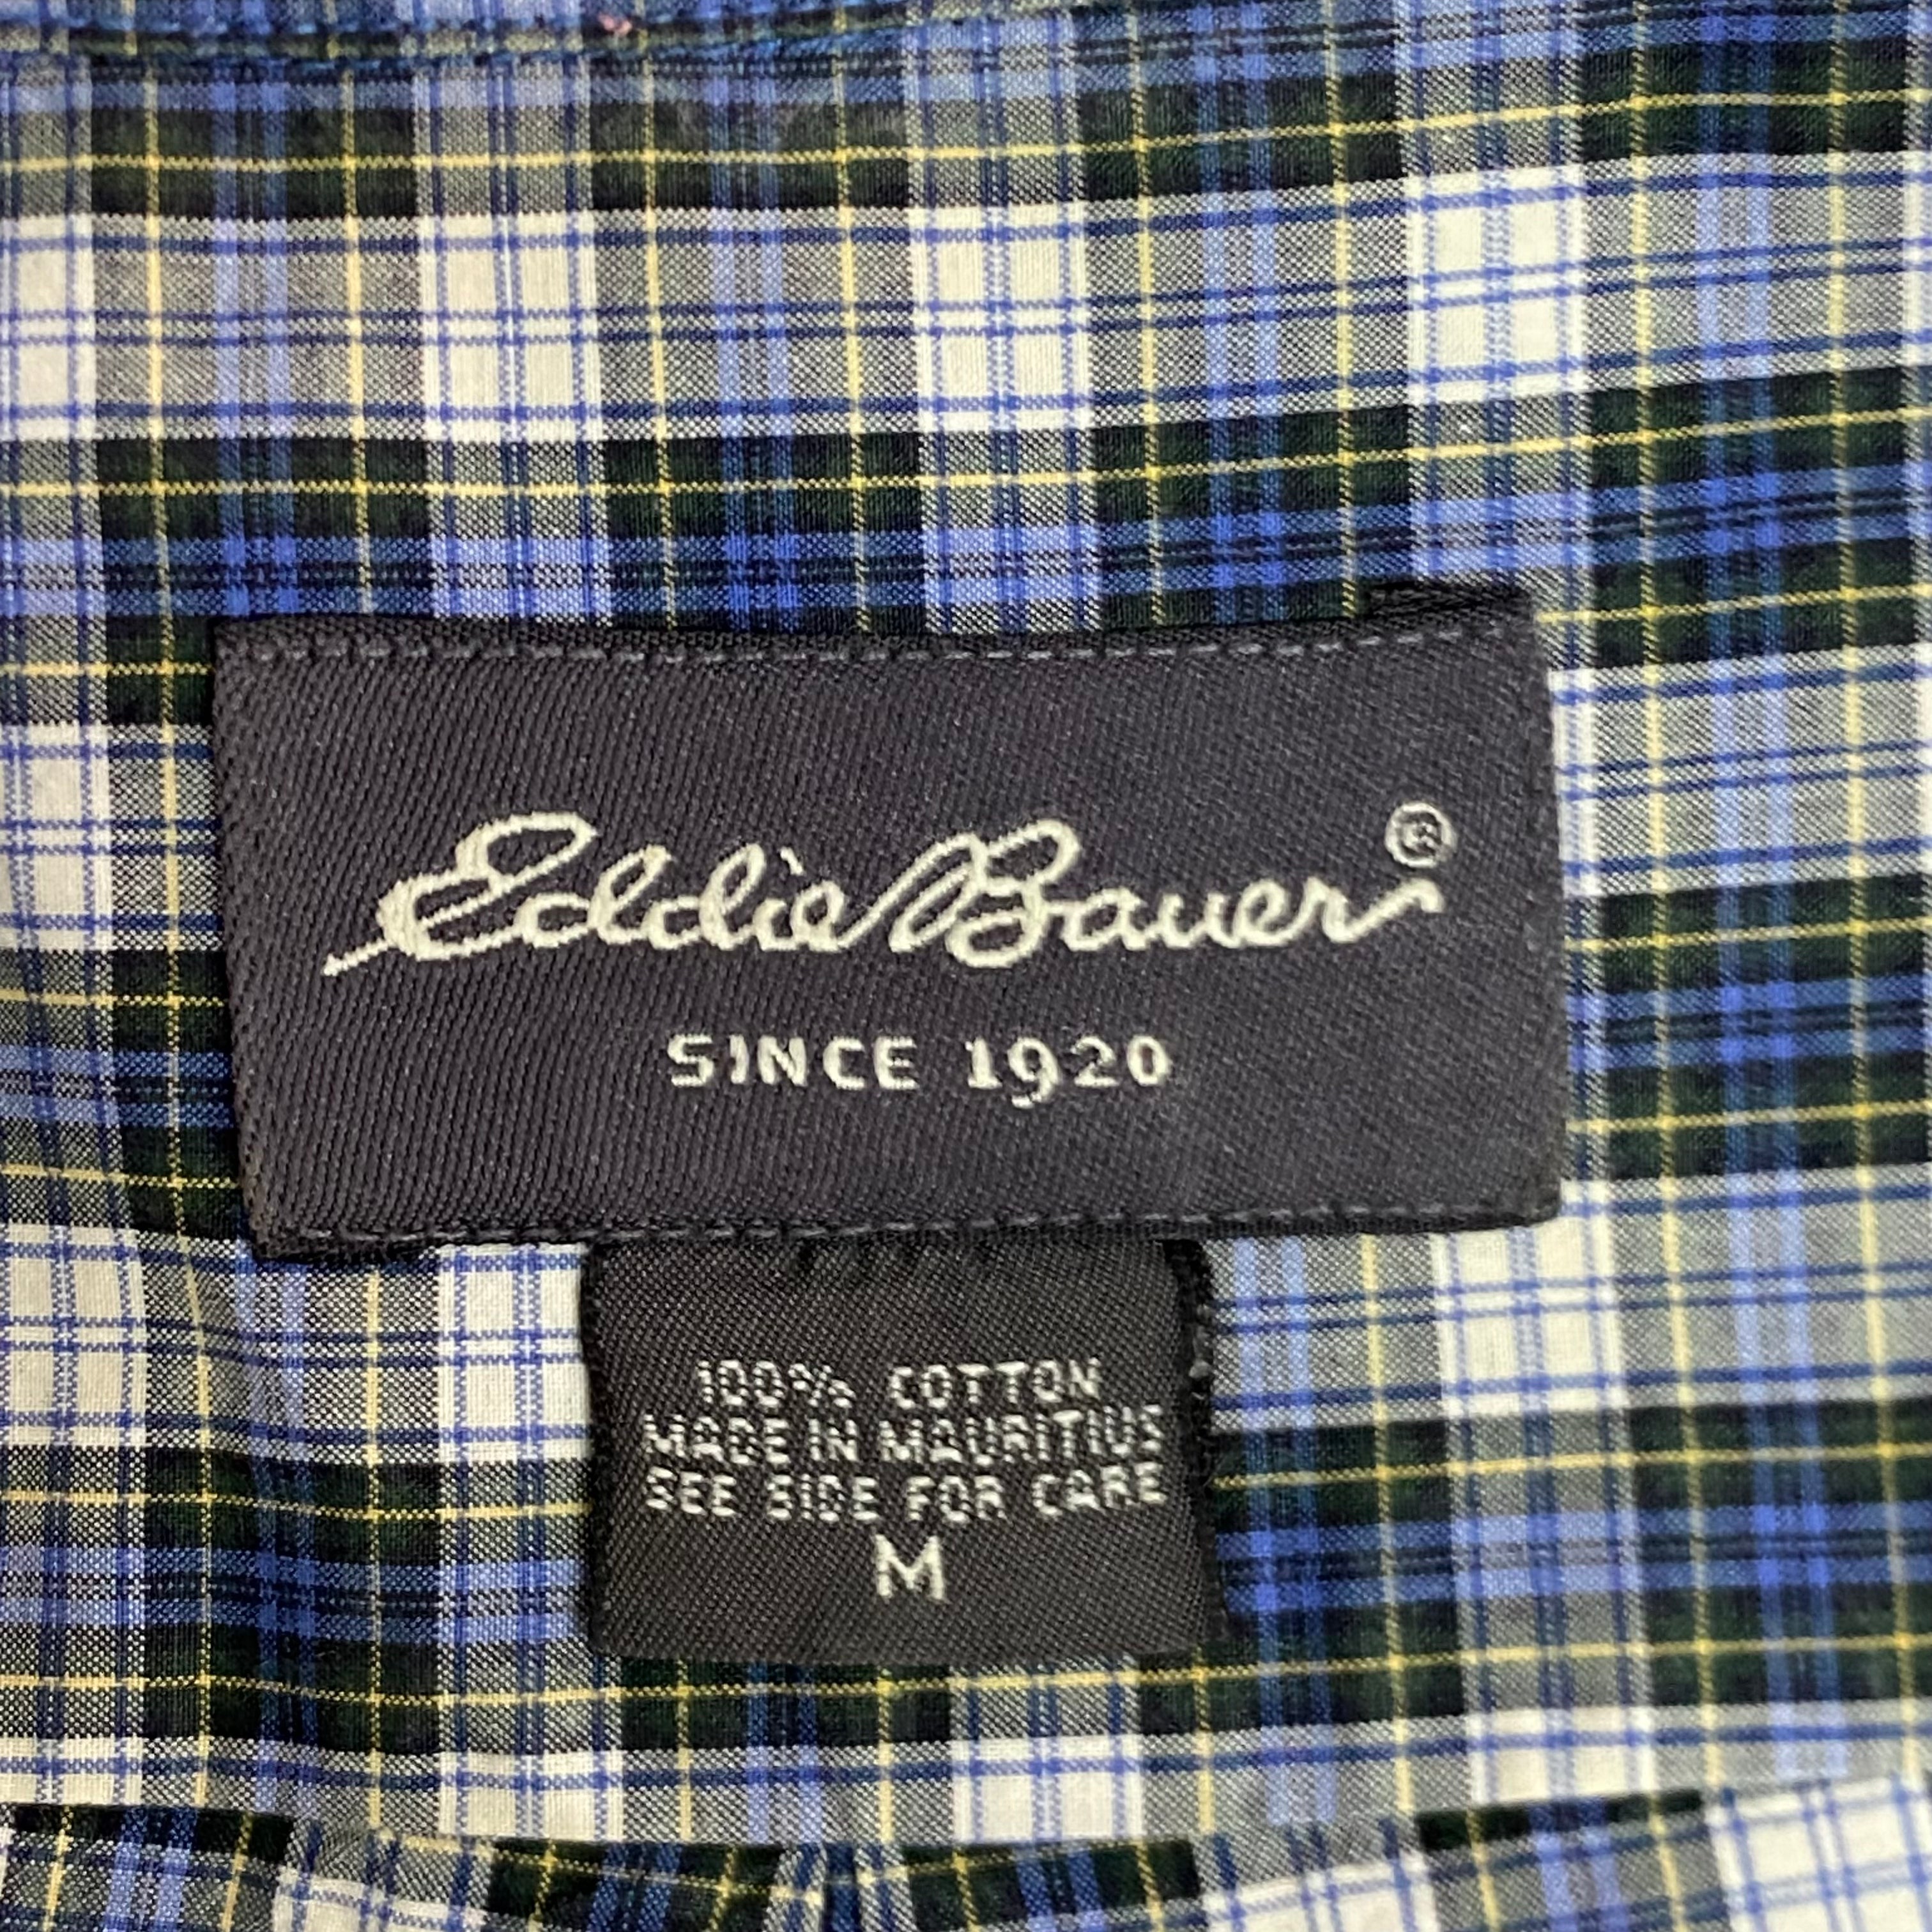 Eddie Bauer®
SINCE 1920
100% COTTON
MADE IN MAURITIUS
SEE SIDE FOR CARE
M